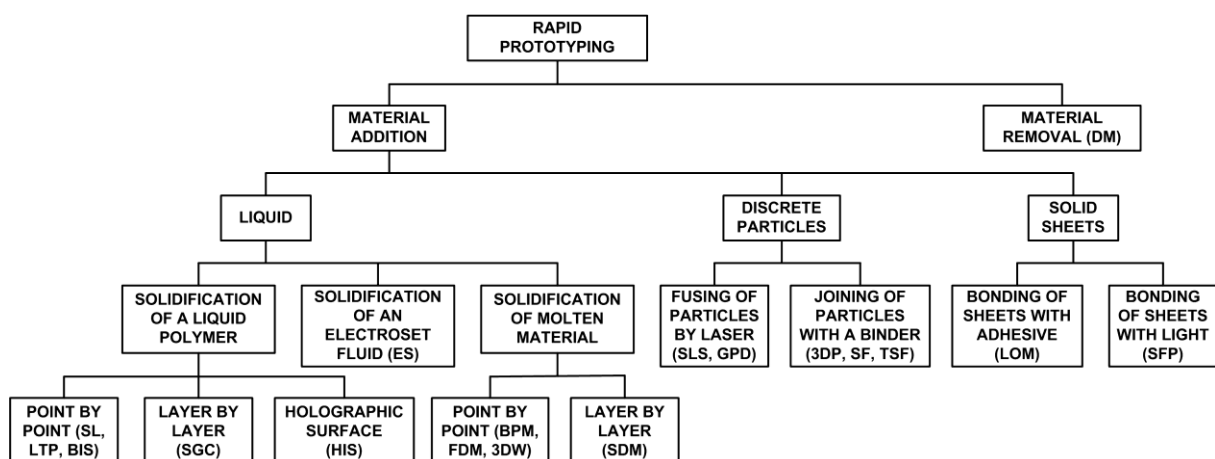 RAPID
PROTOTYPING
MATERIAL
ADDITION
MATERIAL
REMOVAL (DM)
LIQUID
DISCRETE
PARTICLES
SOLID
SHEETS
SOLIDIFICATION
OF A LIQUID
POLYMER
SOLIDIFICATION
OF AN
ELECTROSET
FLUID (ES)
SOLIDIFICATION
OF MOLTEN
MATERIAL
FUSING OF
PARTICLES
BY LASER
(SLS, GPD)
JOINING OF
PARTICLES
WITH A BINDER
(3DP, SF, TSF)
BONDING OF
SHEETS WITH
ADHESIVE
(LOM)
BONDING
OF SHEETS
WITH LIGHT
(SFP)
POINT BY
POINT (SL,
LTP, BIS)
LAYER BY
LAYER
(SGC)
HOLOGRAPHIC
SURFACE
(HIS)
POINT BY
POINT (BPM,
FDM, 3DW)
LAYER BY
LAYER
(SDM)